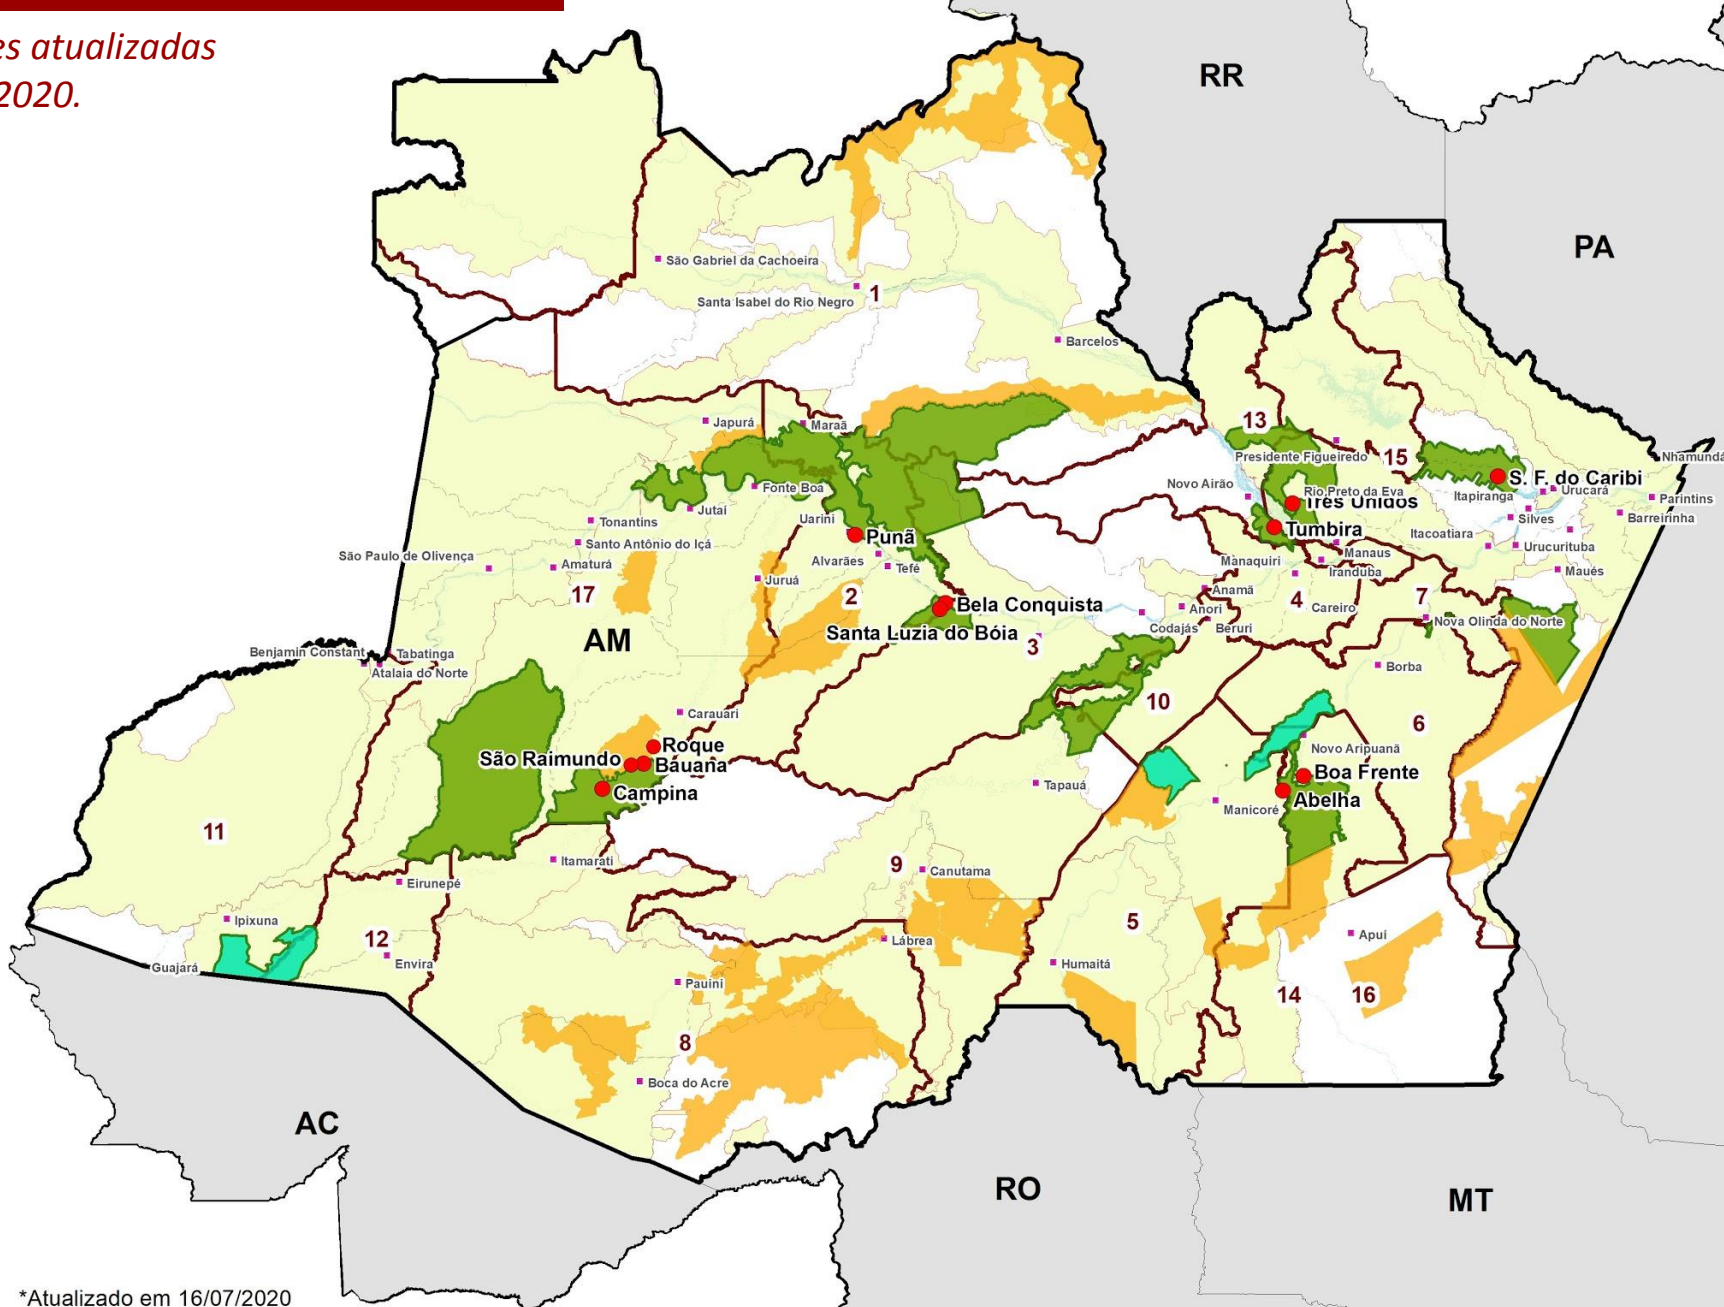 es atualizadas
2020.
RR
PA
São Gabriel da Cachoeira
Santa Isabel do Rio Negro
1
Barcelos
Japurá
Maraã
13
15
Presidente Figueiredo
Nhamundá
Fonte Boa
Novo Airão
Rio Preto da Eva
Três Unidos
S. F. do Caribi
Itapiranga
Urucará
Parintins
Jutaí
Uarini
Tonantins
Punã
Tumbira
Silves
Barreirinha
Santo Antônio do Içá
Itacoatiara
Urucurituba
São Paulo de Olivença
Amaturá
Alvarães
Tefé
Manaquiri
Manaus
Iranduba
Maués
Juruá
17
2
Bela Conquista
Anamã
4
7
Anori
Careiro
Santa Luzia do Bóia
Codajás
Beruri
Nova Olinda do Norte
AM
3
Benjamin Constant
Tabatinga
Atalaia do Norte
Borba
10
6
Carauari
Roque
São Raimundo
Bauana
Novo Aripuanã
Campina
Tapauá
Boa Frente
Abelha
Manicoré
11
Itamarati
9
Canutama
Eirunepé
Ipixuna
5
12
Lábrea
Apuí
Guajará
Envira
Humaitá
Pauini
14
16
8
Boca do Acre
AC
RO
MT
*Atualizado em 16/07/2020